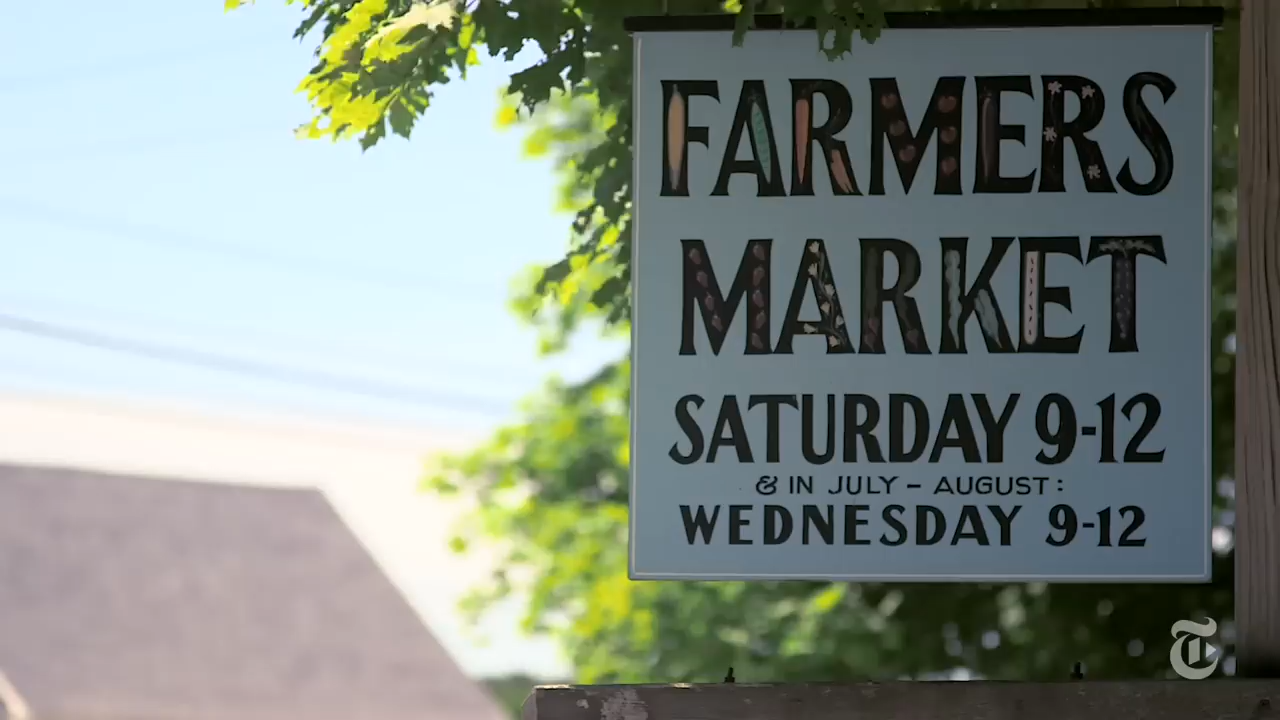 FARMERS
MARKET
SATURDAY 9-12
& IN JULY - AUGUST:
WEDNESDAY 9-12
T